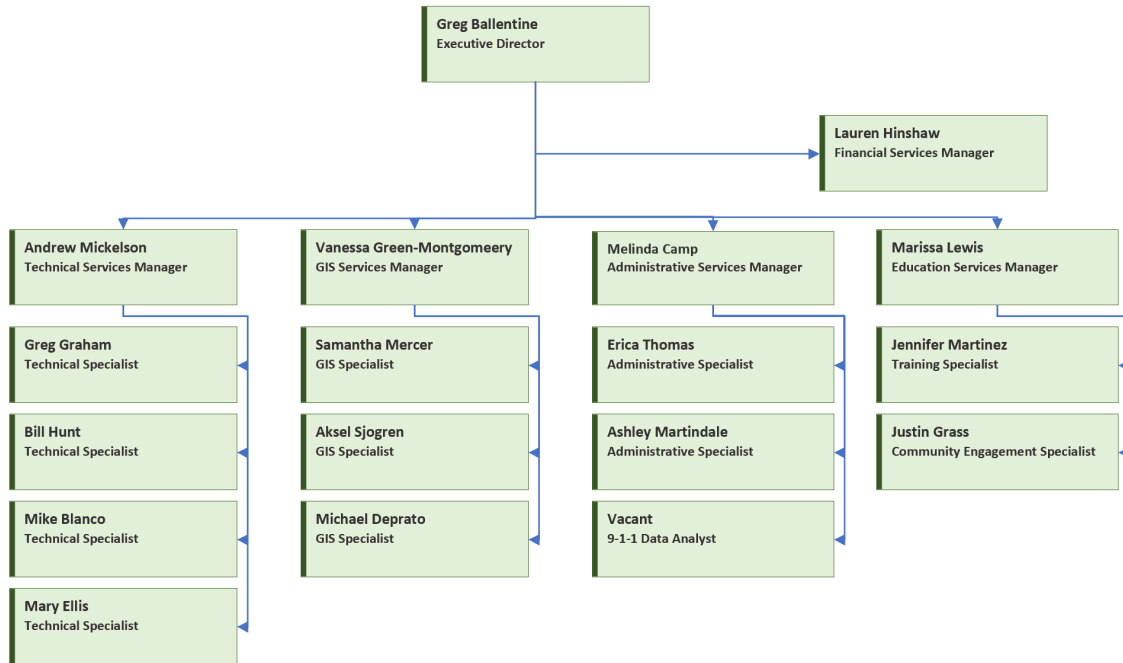 Greg Ballentine
Executive Director
Lauren Hinshaw
Financial Services Manager
Andrew Mickelson
Technical Services Manager
Greg Graham
Technical Specialist
Bill Hunt
Technical Specialist
Mike Blanco
Technical Specialist
Mary Ellis
Technical Specialist
Vanessa Green-Montgomeery
GIS Services Manager
Samantha Mercer
GIS Specialist
Aksel Sjogren
GIS Specialist
Michael Deprato
GIS Specialist
Melinda Camp
Administrative Services Manager
Erica Thomas
Administrative Specialist
Ashley Martindale
Administrative Specialist
Vacant
9-1-1 Data Analyst
Marissa Lewis
Education Services Manager
Jennifer Martinez
Training Specialist
Justin Grass
Community Engagement Specialist